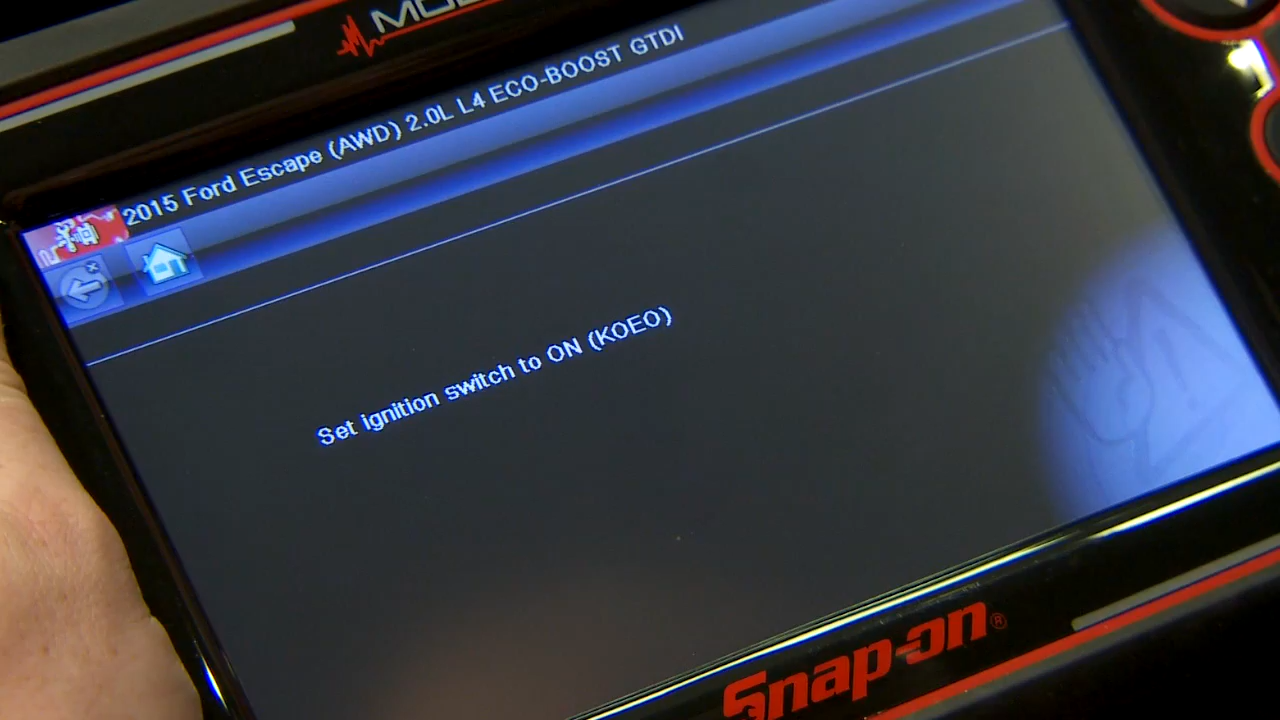 2015 Ford Escape (AWD) 2.0L L4 ECO-BOOST GTDI
Set ignition switch to ON (KOEO)
Snap-on®